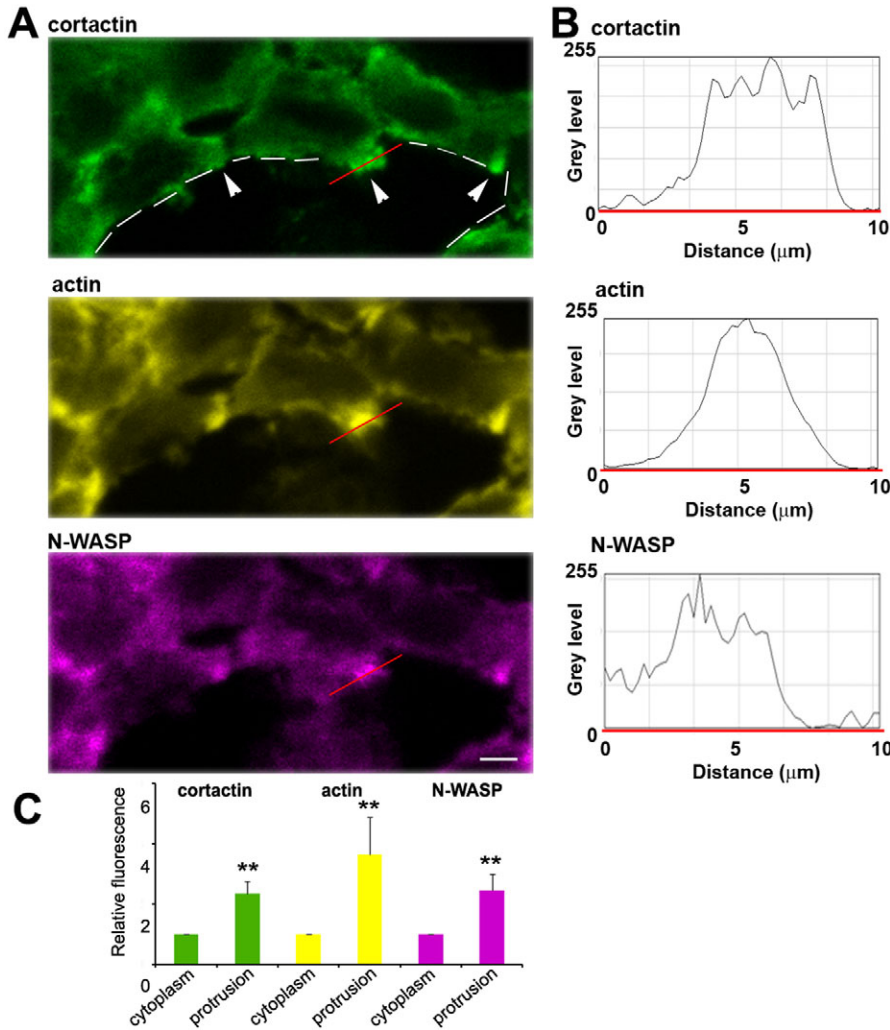 A
cortactin
actin
N-WASP
B
cortactin
255
Grey level
0
0
5
10
Distance (μm)
actin
255
Grey level
0
0
5
10
Distance (μm)
N-WASP
255
Grey level
0
0
5
10
Distance (μm)
C
cortactin actin N-WASP
6
4
2
0
Relative fluorescence
** ** **
cytoplasm protrusion cytoplasm protrusion cytoplasm protrusion